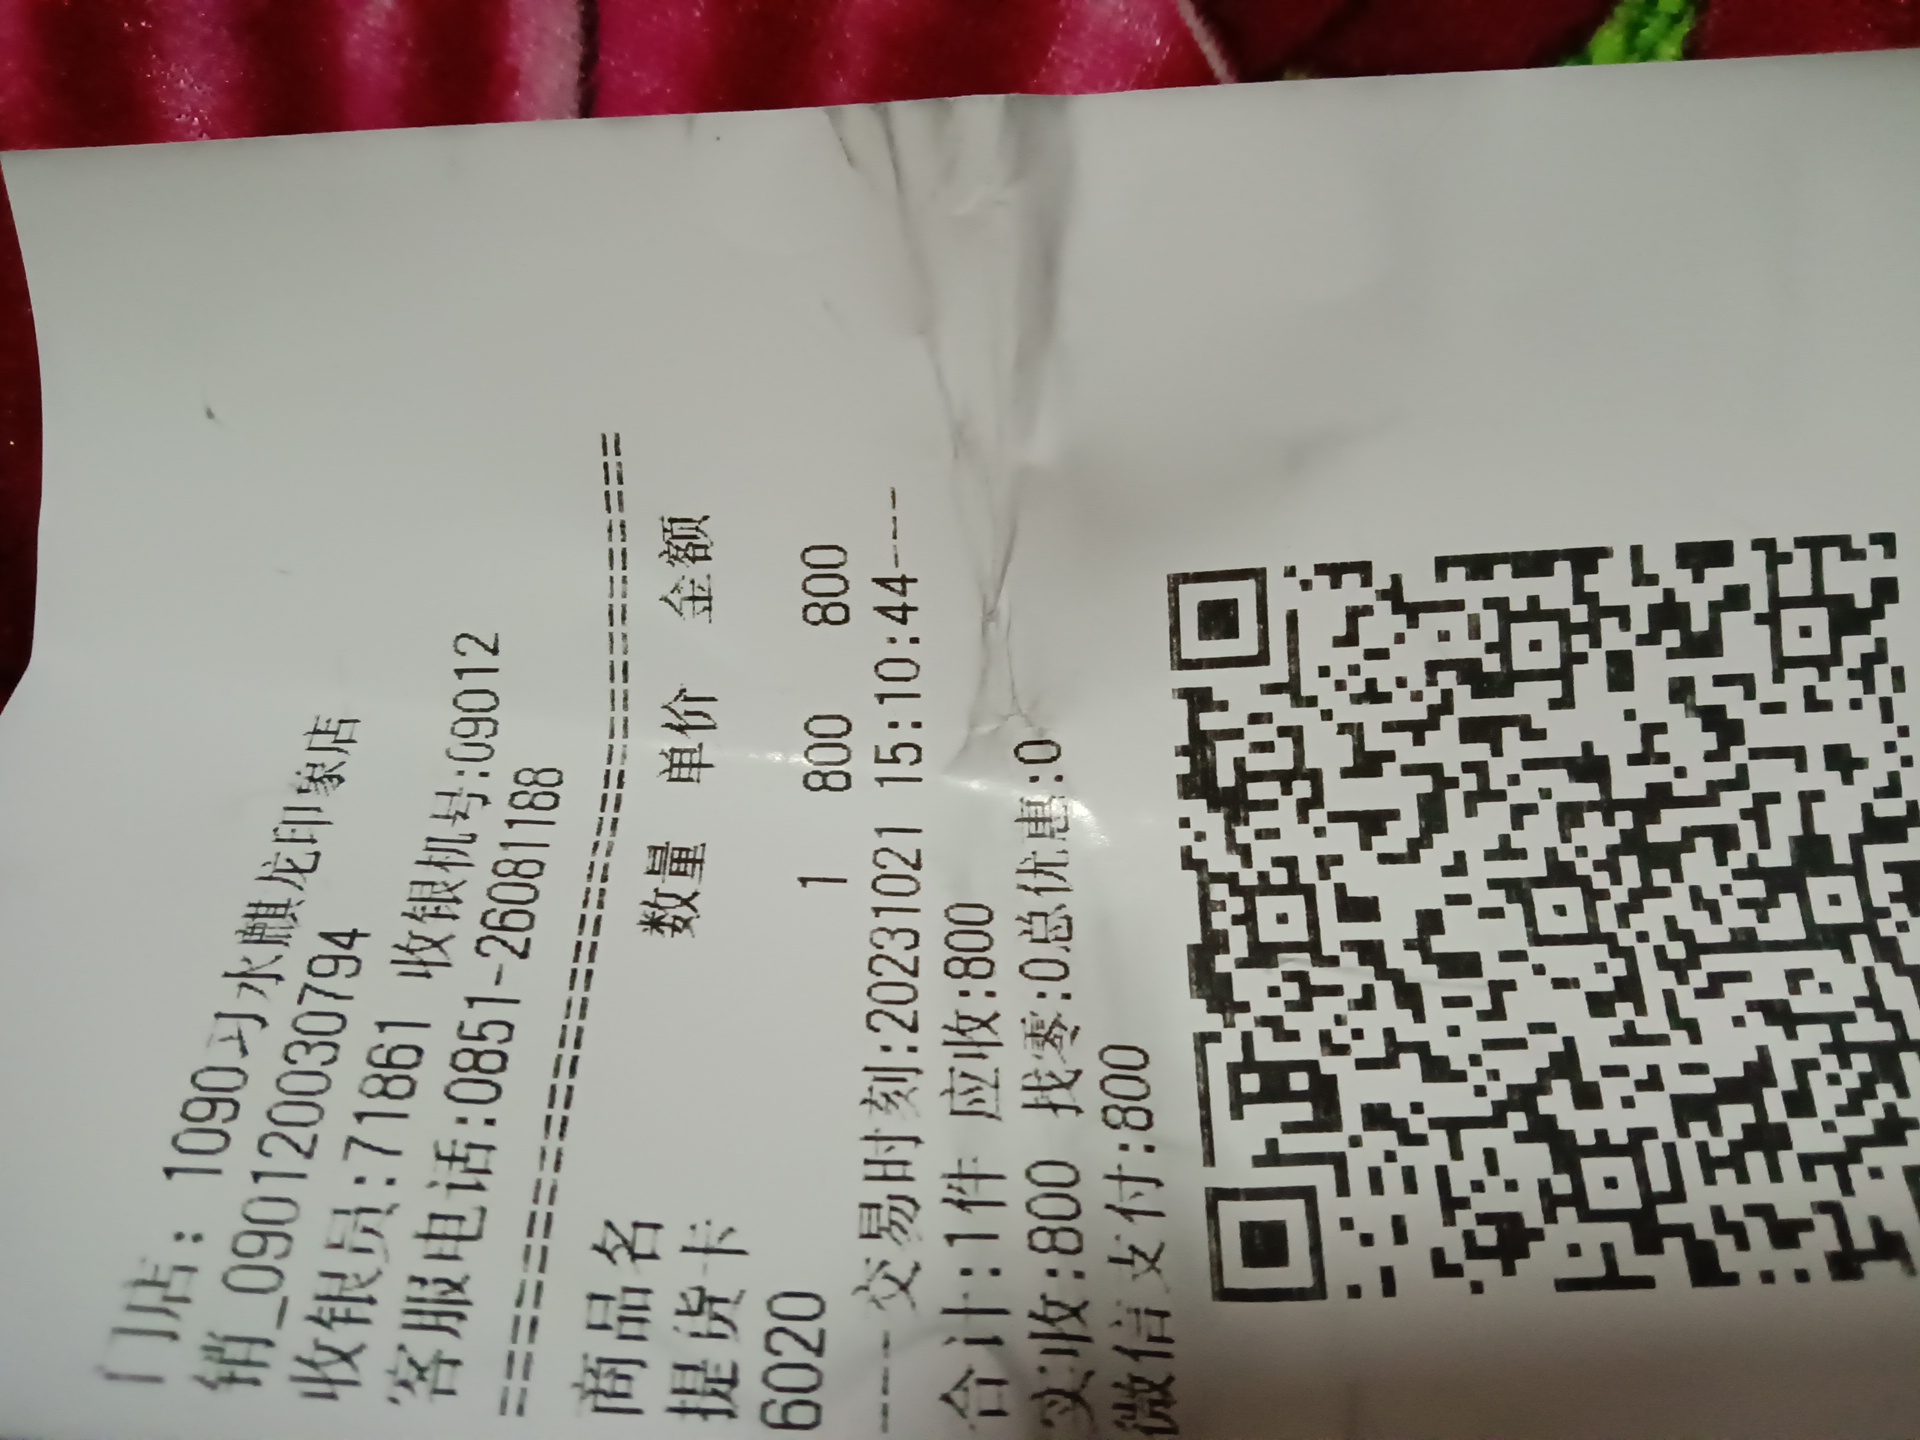 门店: 1090习水麒龙印象店
销_0901200030794
收银员:71861 收银机号:09012
客服电话:0851-26081188
==============================
商品名 数量 单价 金额
提货卡
6020 1 800 800
----交易时刻:20231021 15:10:44---
合计:1件 应收:800
实收:800 找零:0总优惠:0
微信支付:800